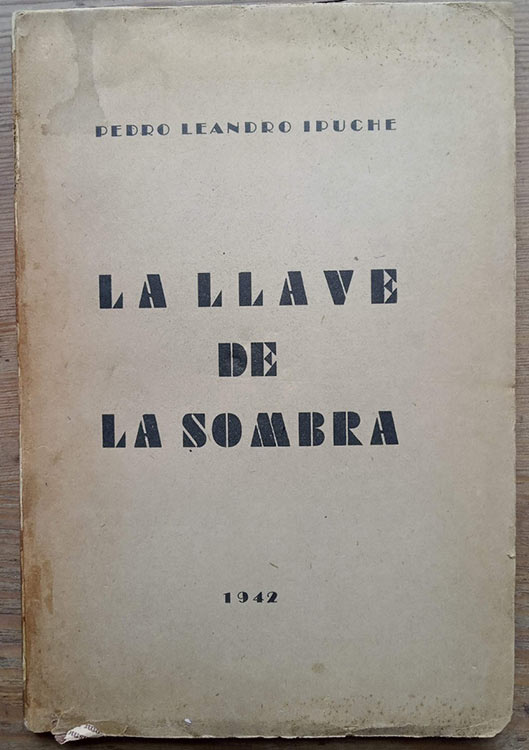 PEDRO LEANDRO IPUCHE
LA LLAVE
DE
LA SOMBRA
1942